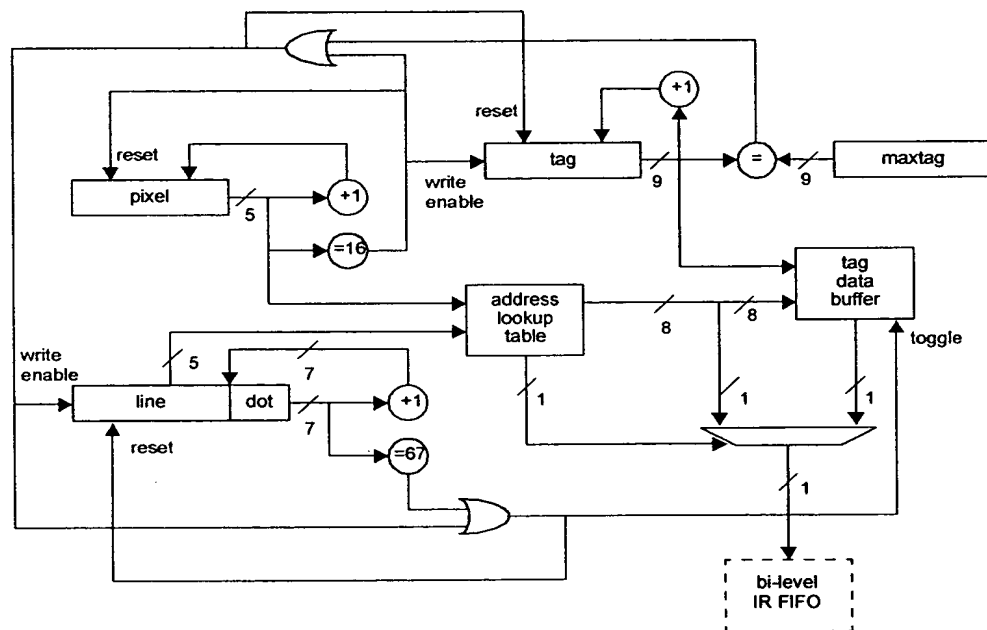 +1
reset
reset
tag
=
maxtag
9
9
write
enable
pixel
5
+1
=16
tag
data
buffer
address
lookup
table
8
8
toggle
write
enable
5
7
line
dot
7
+1
1
1
1
reset
=67
1
bi-level
IR FIFO